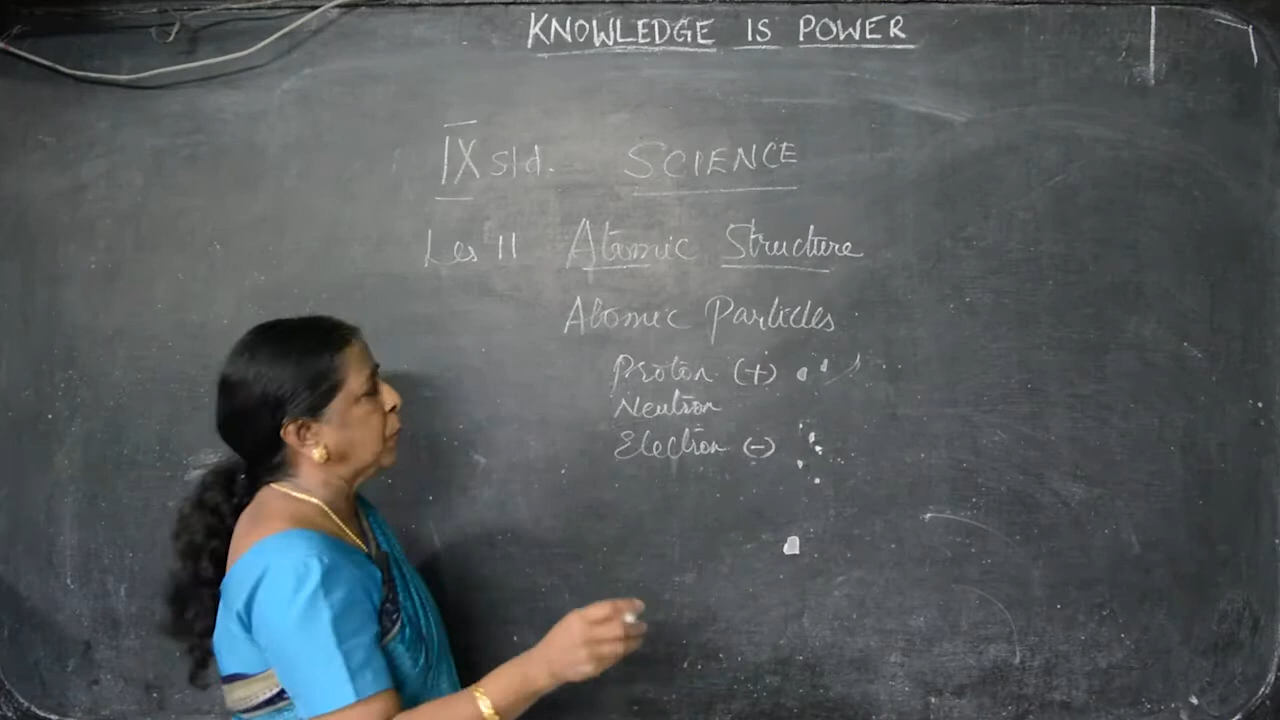 KNOWLEDGE IS POWER
IX std. SCIENCE
Les 11 Atomic Structure
Atomic Particles
Proton (+)
Neutron
Electron (-)